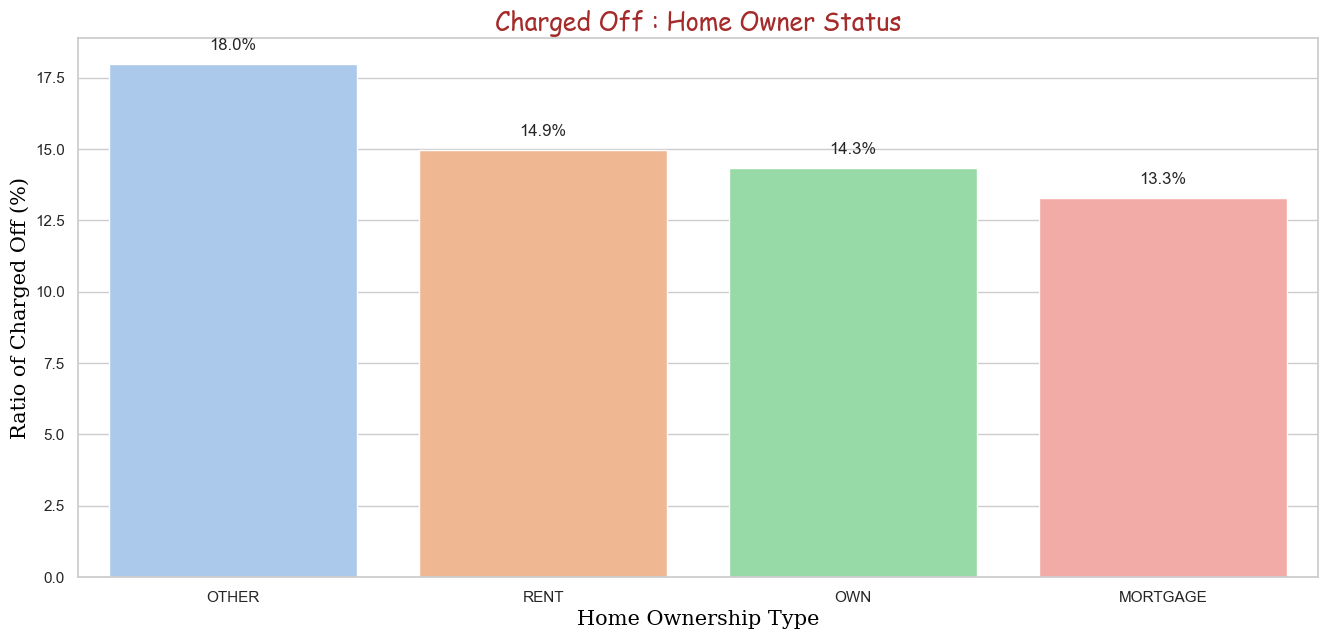 Charged Off : Home Owner Status
Ratio of Charged Off (%)
17.5
15.0
12.5
10.0
7.5
5.0
2.5
0.0
18.0%
14.9%
14.3%
13.3%
OTHER
RENT
OWN
MORTGAGE
Home Ownership Type